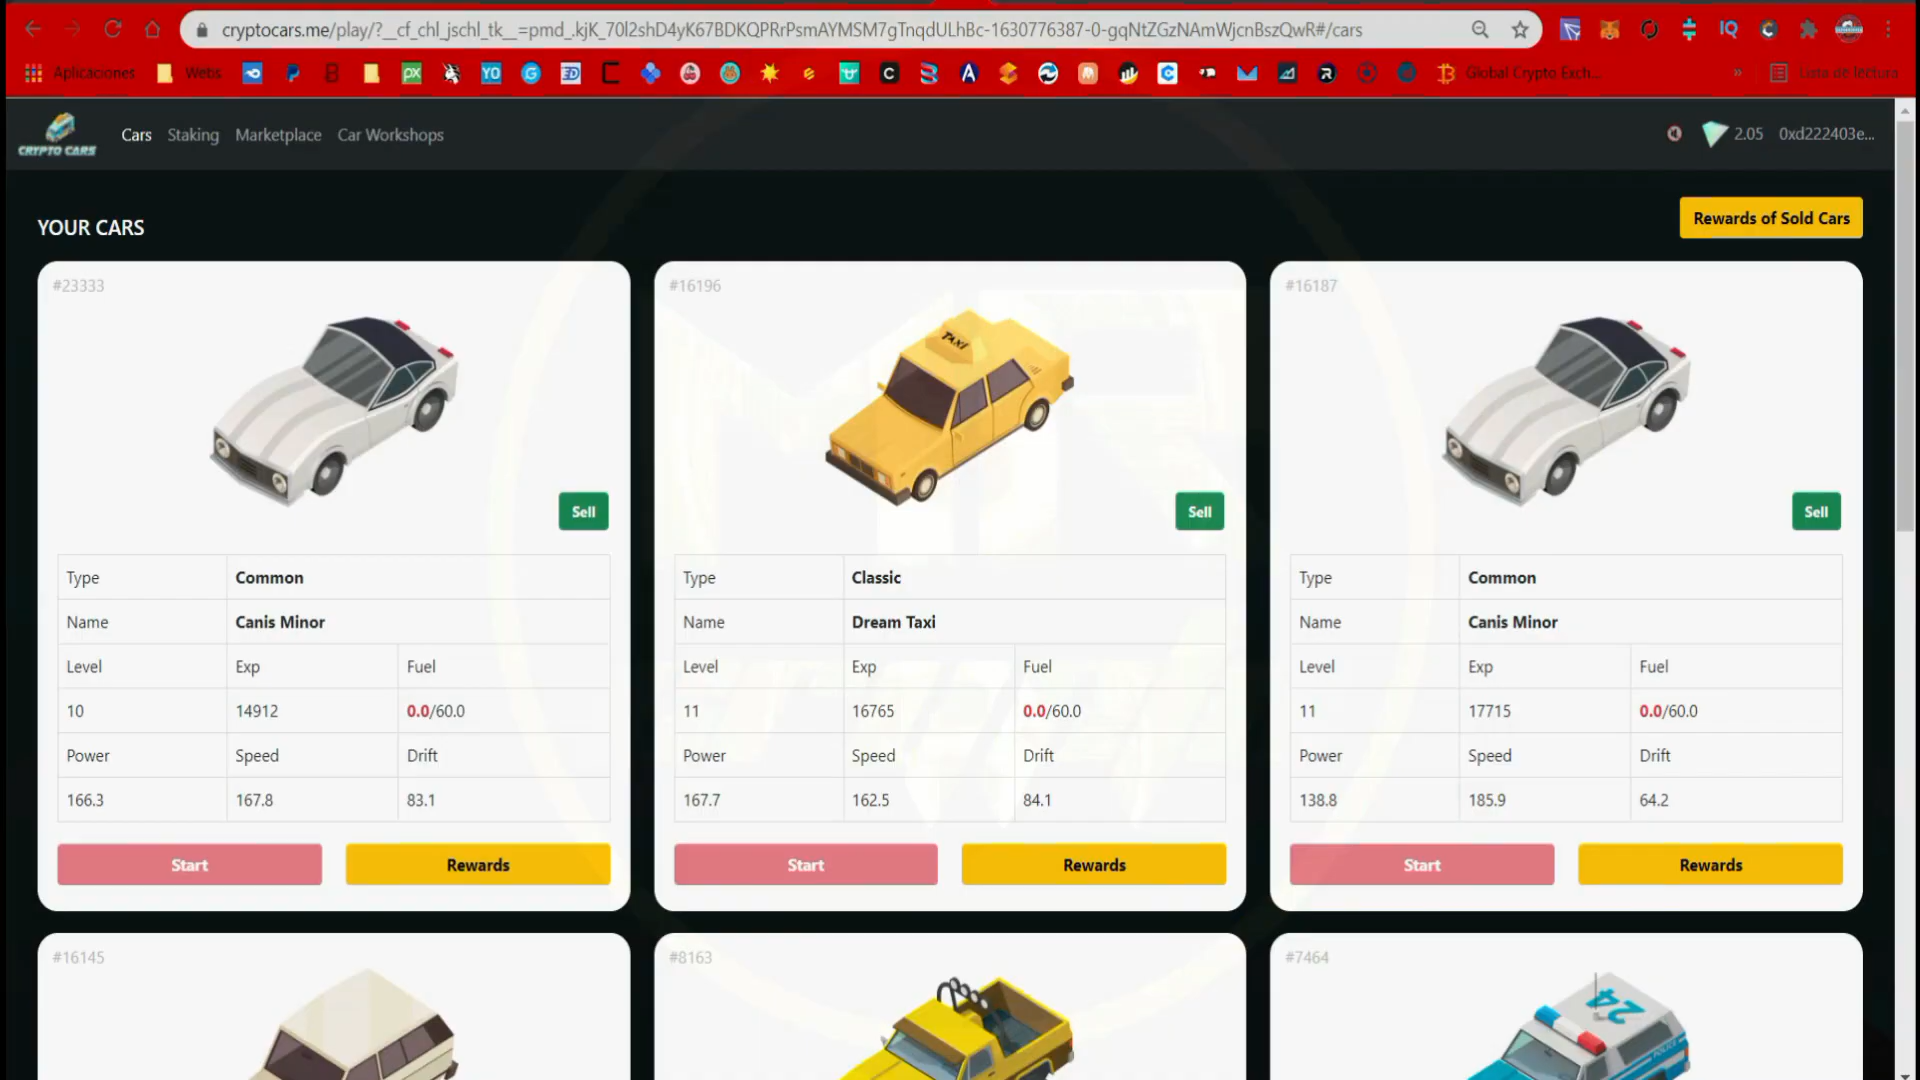 cryptocars.me/play/?__cf_chl_jschl_tk__=pmd_.kjK_70l2shD4yK67BDKQPRrPsmAYMSM7gTnqdULhBc-1630776387-0-gqNtZGzNAmWjcnBszQwR#/cars
Aplicaciones Webs Global Crypto Exch... » Lista de lectura
CRYPTO CARS Cars Staking Marketplace Car Workshops 2.05 0xd222403e...
YOUR CARS Rewards of Sold Cars
#23333 #16196 #16187
TAXI
Sell Sell Sell
Type Common Type Classic Type Common
Name Canis Minor Name Dream Taxi Name Canis Minor
Level Exp Fuel Level Exp Fuel Level Exp Fuel
10 14912 0.0/60.0 11 16765 0.0/60.0 11 17715 0.0/60.0
Power Speed Drift Power Speed Drift Power Speed Drift
166.3 167.8 83.1 167.7 162.5 84.1 138.8 185.9 64.2
Start Rewards Start Rewards Start Rewards
#16145 #8163 #7464
24
POLICE